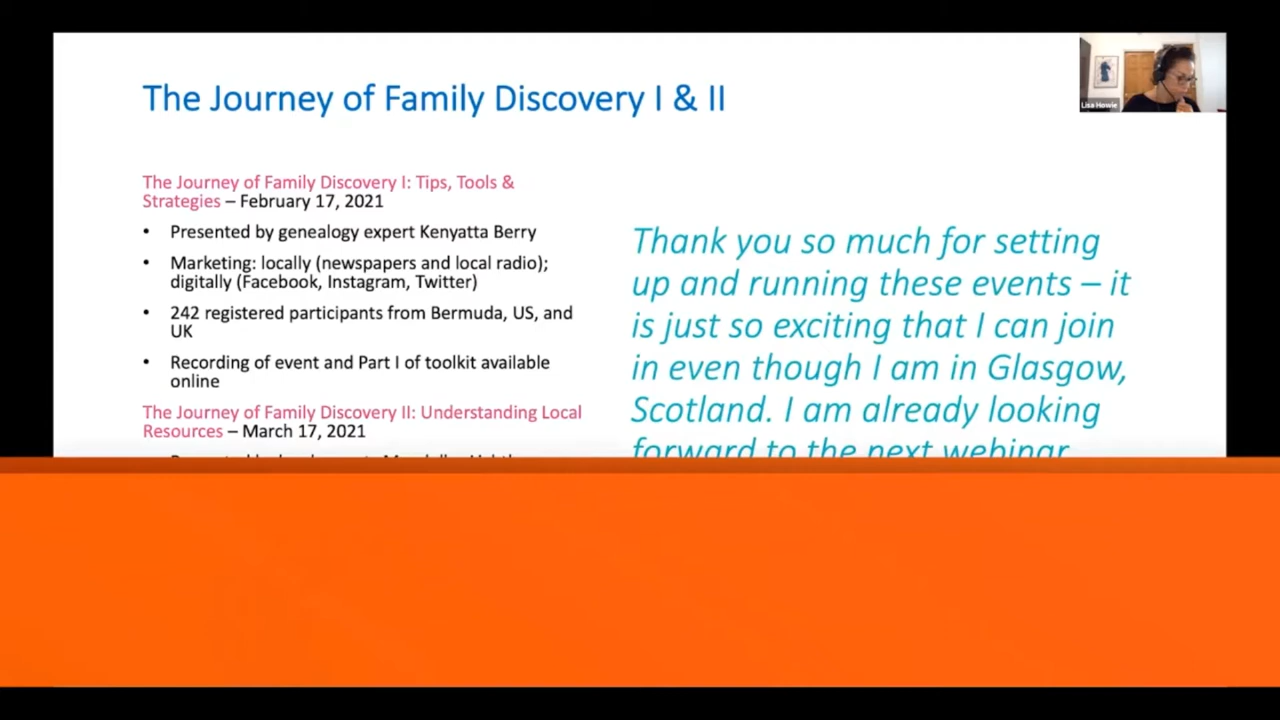 The Journey of Family Discovery I & II
Lisa Howie
The Journey of Family Discovery I: Tips, Tools &
Strategies – February 17, 2021
• Presented by genealogy expert Kenyatta Berry
• Marketing: locally (newspapers and local radio);
digitally (Facebook, Instagram, Twitter)
• 242 registered participants from Bermuda, US, and
UK
• Recording of event and Part I of toolkit available
online
The Journey of Family Discovery II: Understanding Local
Resources – March 17, 2021
Thank you so much for setting
up and running these events – it
is just so exciting that I can join
in even though I am in Glasgow,
Scotland. I am already looking
forward to the next webinar